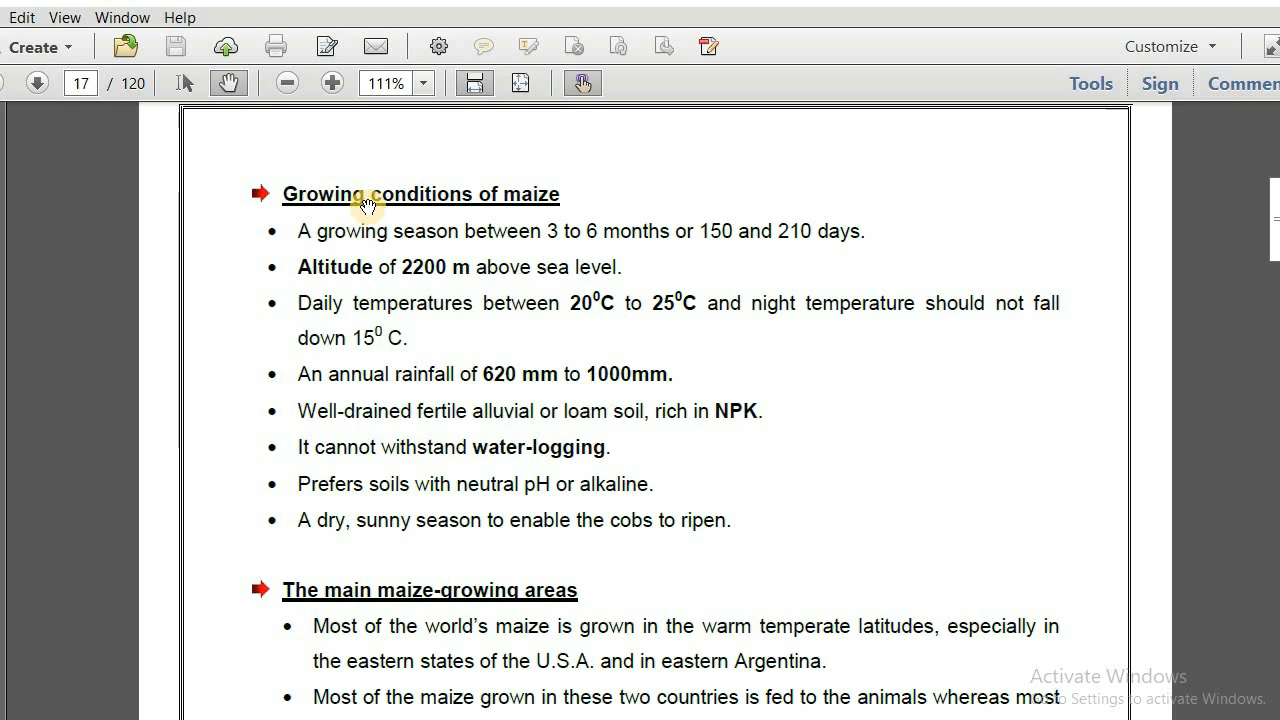 Edit View Window Help
Create Customize
17 / 120 111% Tools Sign Commen
Growing conditions of maize
• A growing season between 3 to 6 months or 150 and 210 days.
• Altitude of 2200 m above sea level.
• Daily temperatures between 20⁰C to 25⁰C and night temperature should not fall
down 15⁰ C.
• An annual rainfall of 620 mm to 1000mm.
• Well-drained fertile alluvial or loam soil, rich in NPK.
• It cannot withstand water-logging.
• Prefers soils with neutral pH or alkaline.
• A dry, sunny season to enable the cobs to ripen.
The main maize-growing areas
• Most of the world's maize is grown in the warm temperate latitudes, especially in
the eastern states of the U.S.A. and in eastern Argentina.
Activate Windows
• Most of the maize grown in these two countries is fed to the animals whereas most
to Settings to activate Windows.